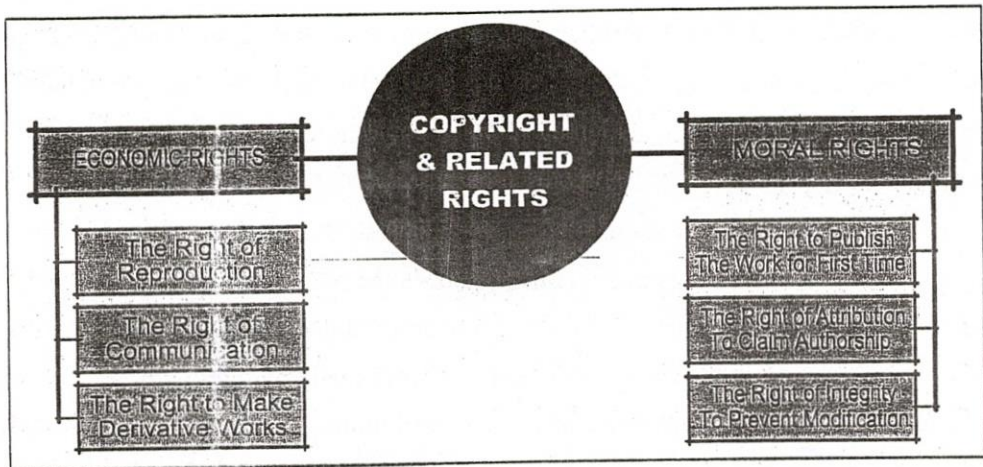 COPYRIGHT
& RELATED
RIGHTS
ECONOMIC RIGHTS
The Right of
Reproduction
The Right of
Communication
The Right to Make
Derivative Works
MORAL RIGHTS
The Right to Publish
The Work for First Time
The Right of Attribution
To Claim Authorship
The Right of Integrity
To Prevent Modification